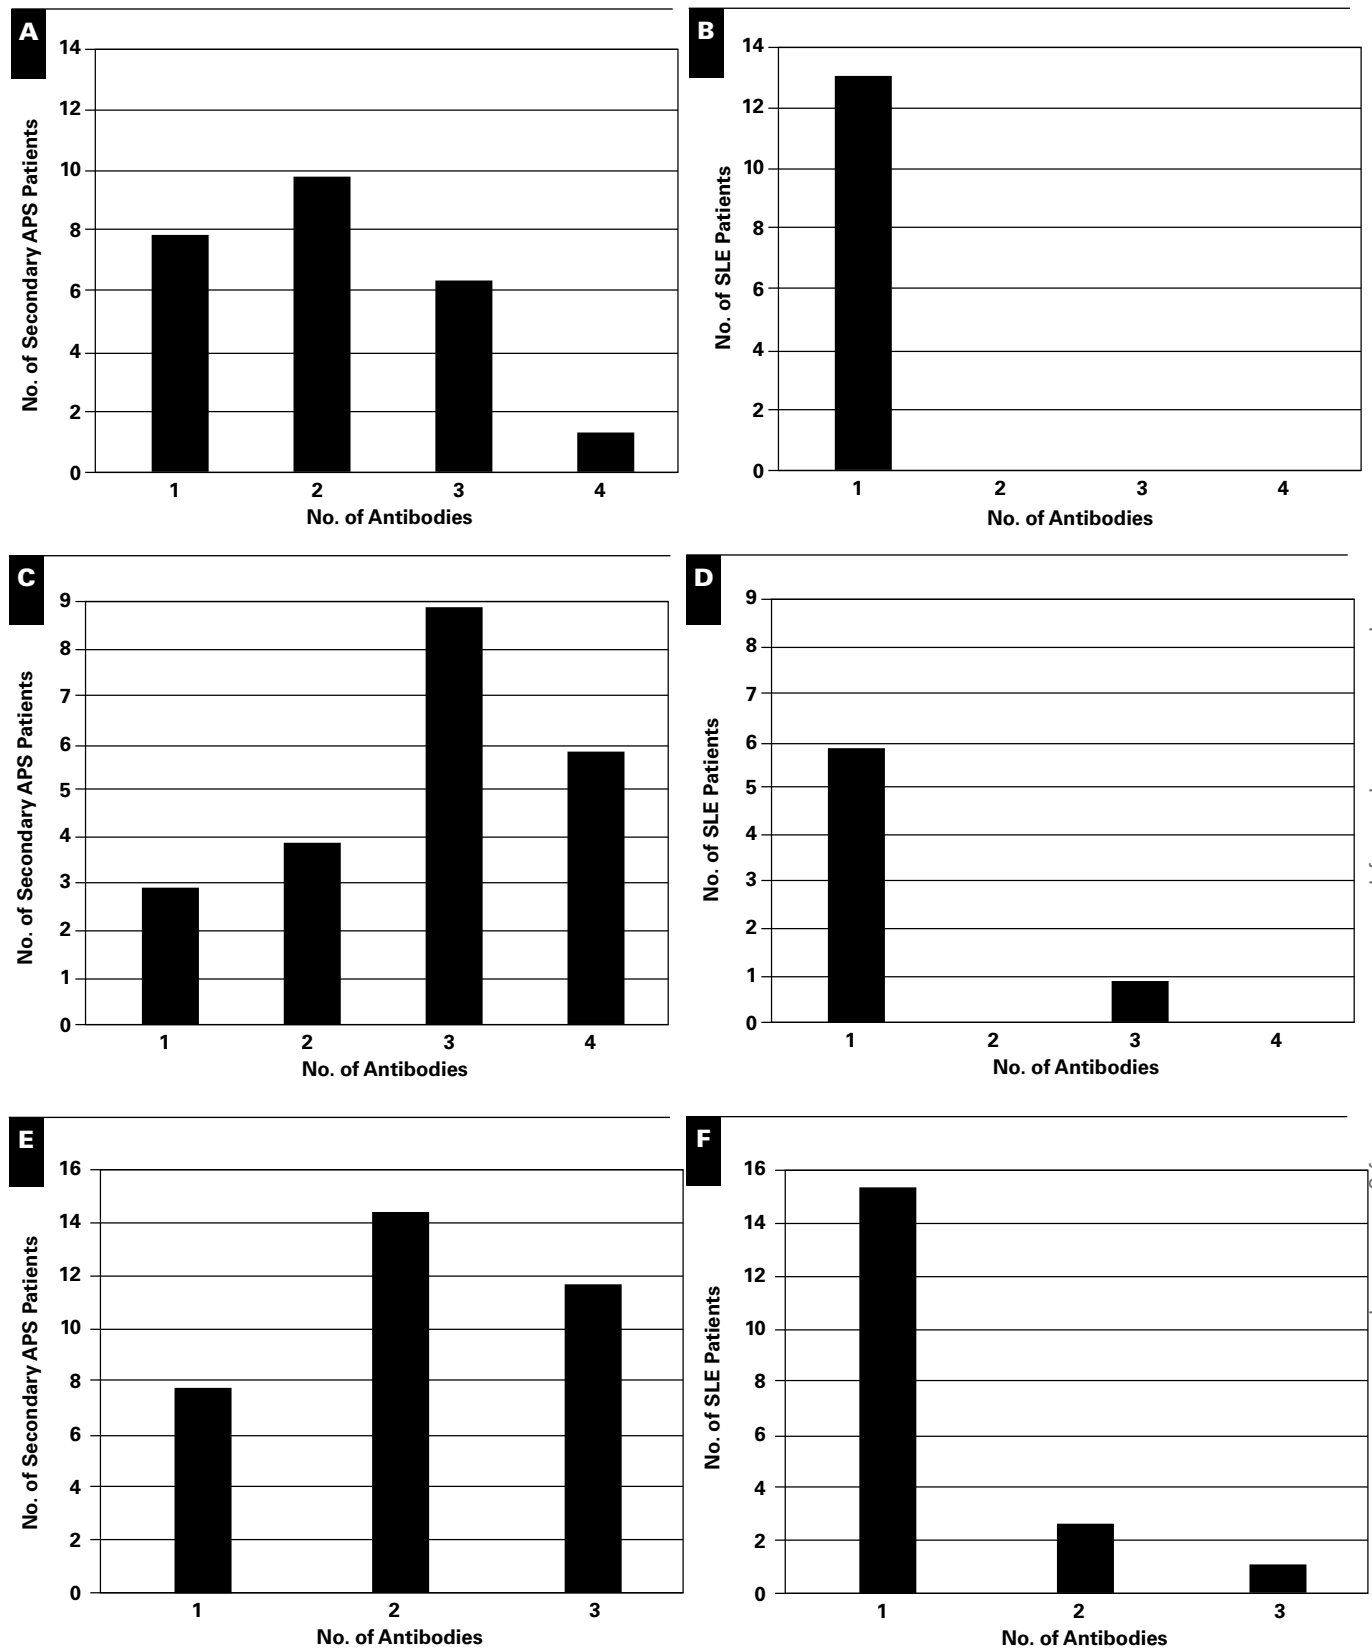 A
No. of Secondary APS Patients
14
12
10
8
6
4
2
0
1 2 3 4
No. of Antibodies
B
No. of SLE Patients
14
12
10
8
6
4
2
0
1 2 3 4
No. of Antibodies
C
No. of Secondary APS Patients
9
8
7
6
5
4
3
2
1
0
1 2 3 4
No. of Antibodies
D
No. of SLE Patients
9
8
7
6
5
4
3
2
1
0
1 2 3 4
No. of Antibodies
E
No. of Secondary APS Patients
16
14
12
10
8
6
4
2
0
1 2 3
No. of Antibodies
F
No. of SLE Patients
16
14
12
10
8
6
4
2
0
1 2 3
No. of Antibodies